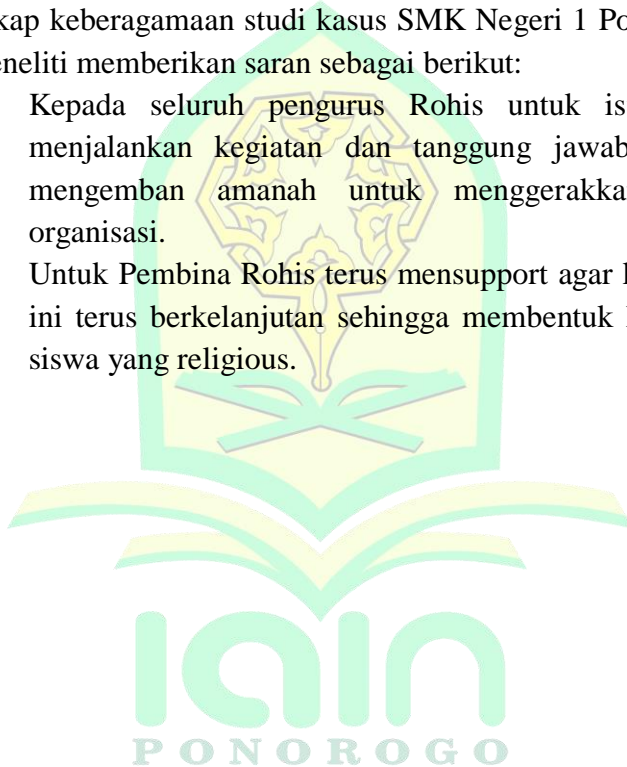 kap keberagamaan studi kasus SMK Negeri 1 Po
eneliti memberikan saran sebagai berikut:
Kepada seluruh pengurus Rohis untuk is
menjalankan kegiatan dan tanggung jawab
mengemban amanah untuk menggerakka
organisasi.
Untuk Pembina Rohis terus mensupport agar
ini terus berkelanjutan sehingga membentuk
siswa yang religious.
iain
PONOROGO